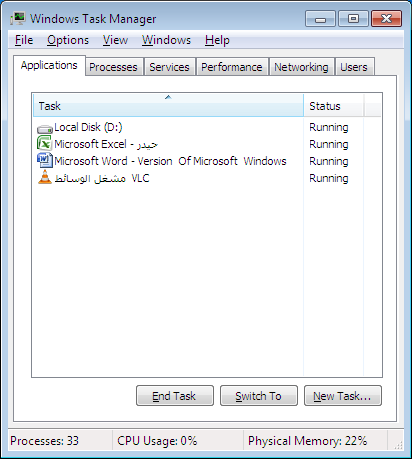 Windows Task Manager
File Options View Windows Help
Applications Processes Services Performance Networking Users
Task Status
Local Disk (D:) Running
Microsoft Excel - حيدر Running
Microsoft Word - Version Of Microsoft Windows Running
مشغل الوسائط VLC Running
End Task Switch To New Task...
Processes: 33 CPU Usage: 0% Physical Memory: 22%